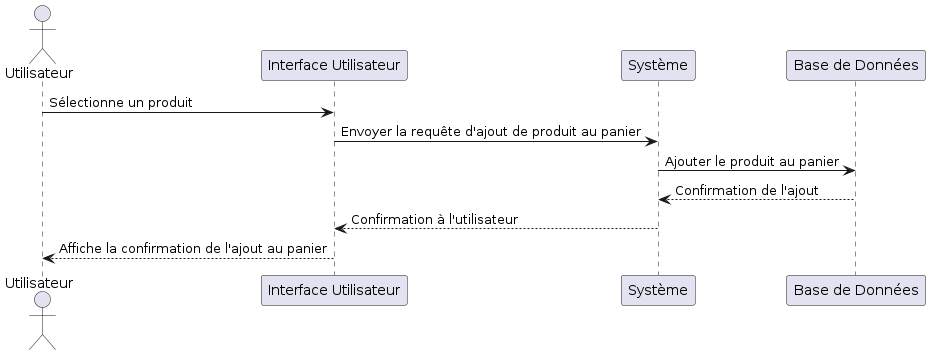 Utilisateur
Interface Utilisateur
Système
Base de Données
Sélectionne un produit
Envoyer la requête d'ajout de produit au panier
Ajouter le produit au panier
Confirmation de l'ajout
Confirmation à l'utilisateur
Affiche la confirmation de l'ajout au panier
Utilisateur
Interface Utilisateur
Système
Base de Données